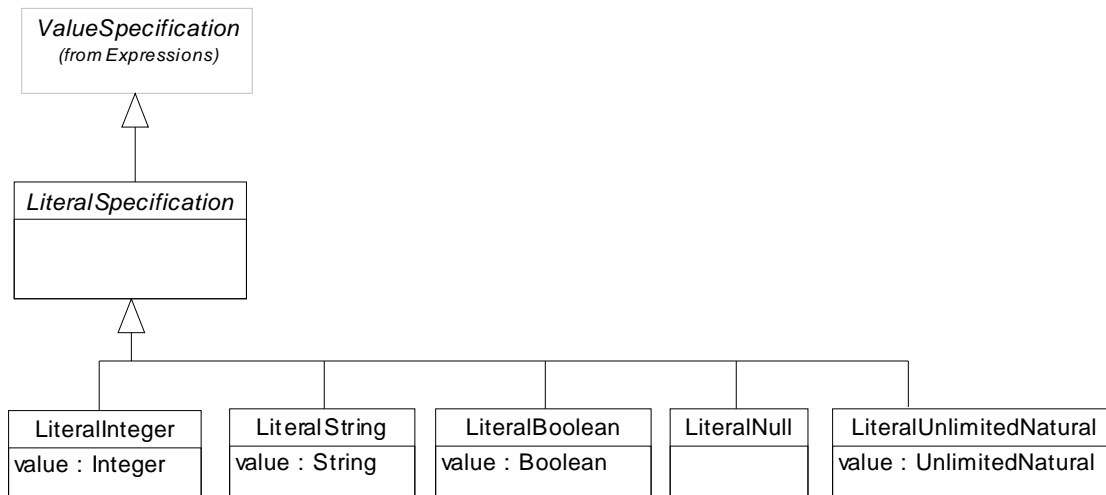 ValueSpecification
(from Expressions)
LiteralSpecification
LiteralInteger
value : Integer
LiteralString
value : String
LiteralBoolean
value : Boolean
LiteralNull
LiteralUnlimitedNatural
value : UnlimitedNatural